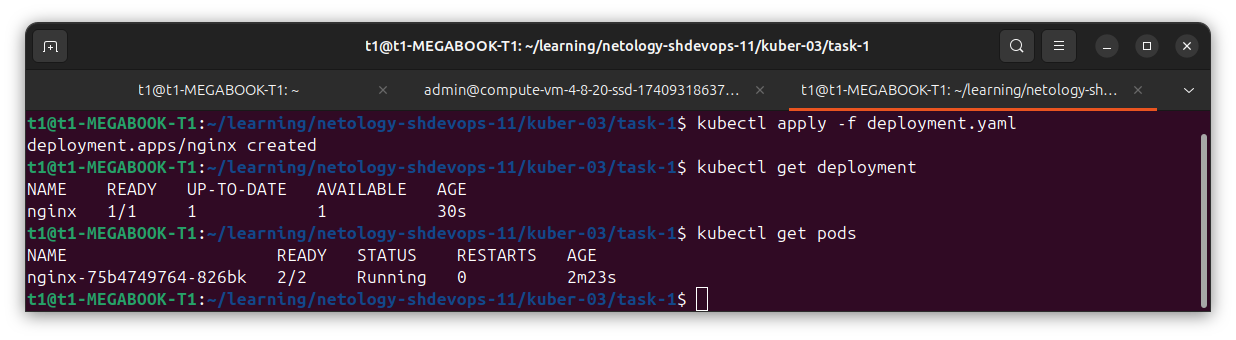 t1@t1-MEGABOOK-T1: ~/learning/netology-shdevops-11/kuber-03/task-1
t1@t1-MEGABOOK-T1: ~ × admin@compute-vm-4-8-20-ssd-17409318637… × t1@t1-MEGABOOK-T1: ~/learning/netology-sh… ×
t1@t1-MEGABOOK-T1:~/learning/netology-shdevops-11/kuber-03/task-1$ kubectl apply -f deployment.yaml
deployment.apps/nginx created
t1@t1-MEGABOOK-T1:~/learning/netology-shdevops-11/kuber-03/task-1$ kubectl get deployment
NAME    READY   UP-TO-DATE   AVAILABLE   AGE
nginx   1/1     1            1           30s
t1@t1-MEGABOOK-T1:~/learning/netology-shdevops-11/kuber-03/task-1$ kubectl get pods
NAME                     READY   STATUS    RESTARTS   AGE
nginx-75b4749764-826bk   2/2     Running   0          2m23s
t1@t1-MEGABOOK-T1:~/learning/netology-shdevops-11/kuber-03/task-1$